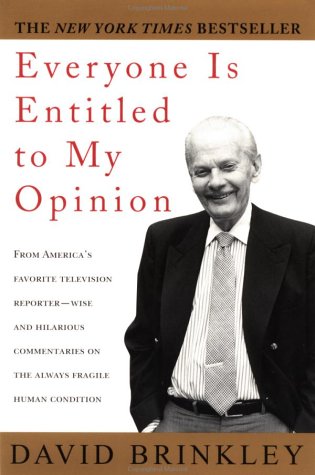 THE NEW YORK TIMES BESTSELLER
Everyone Is
Entitled
to My
Opinion
FROM AMERICA'S
FAVORITE TELEVISION
REPORTER—WISE
AND HILARIOUS
COMMENTARIES ON
THE ALWAYS FRAGILE
HUMAN CONDITION
DAVID BRINKLEY